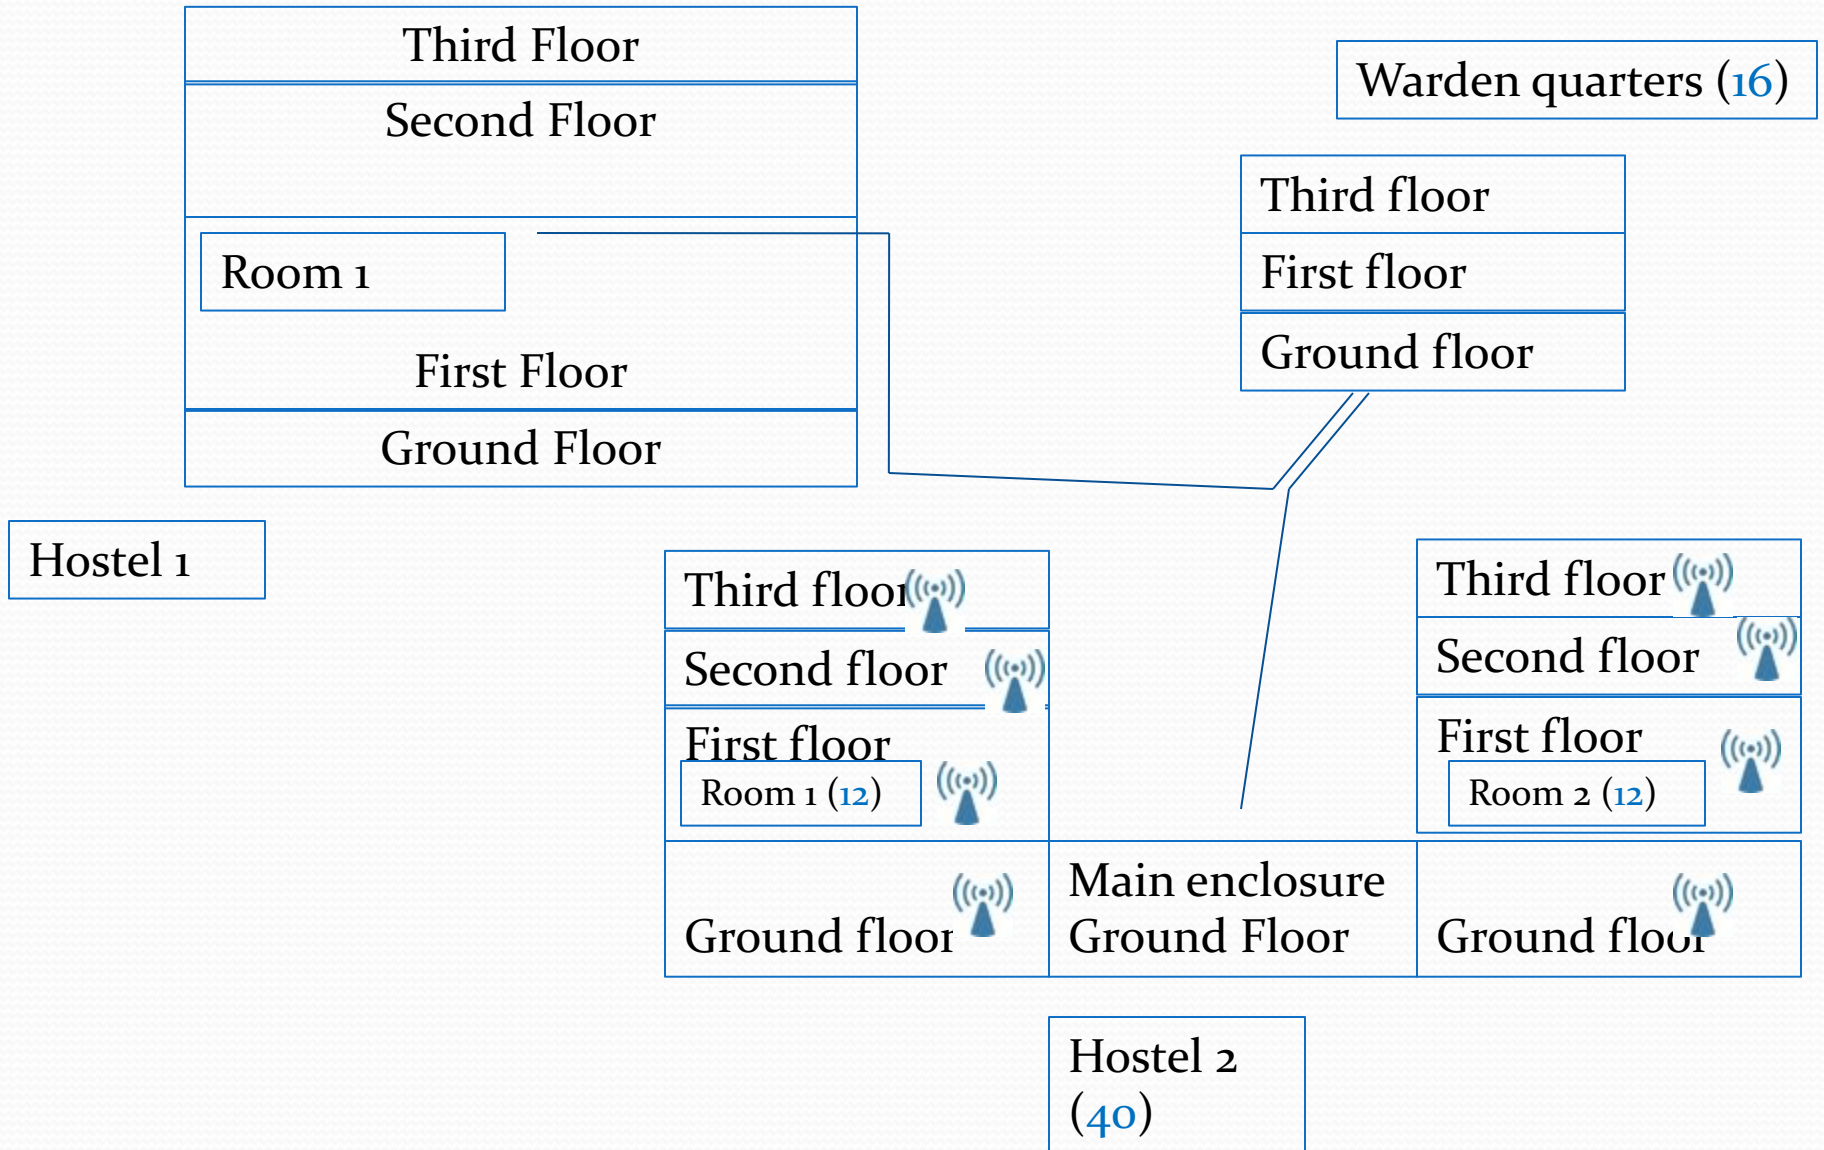 Third Floor
Second Floor
Room 1
First Floor
Ground Floor
Hostel 1
Warden quarters (16)
Third floor
First floor
Ground floor
Third floor
Second floor
First floor
Room 1 (12)
Ground floor
Main enclosure
Ground Floor
Third floor
Second floor
First floor
Room 2 (12)
Ground floor
Hostel 2
(40)